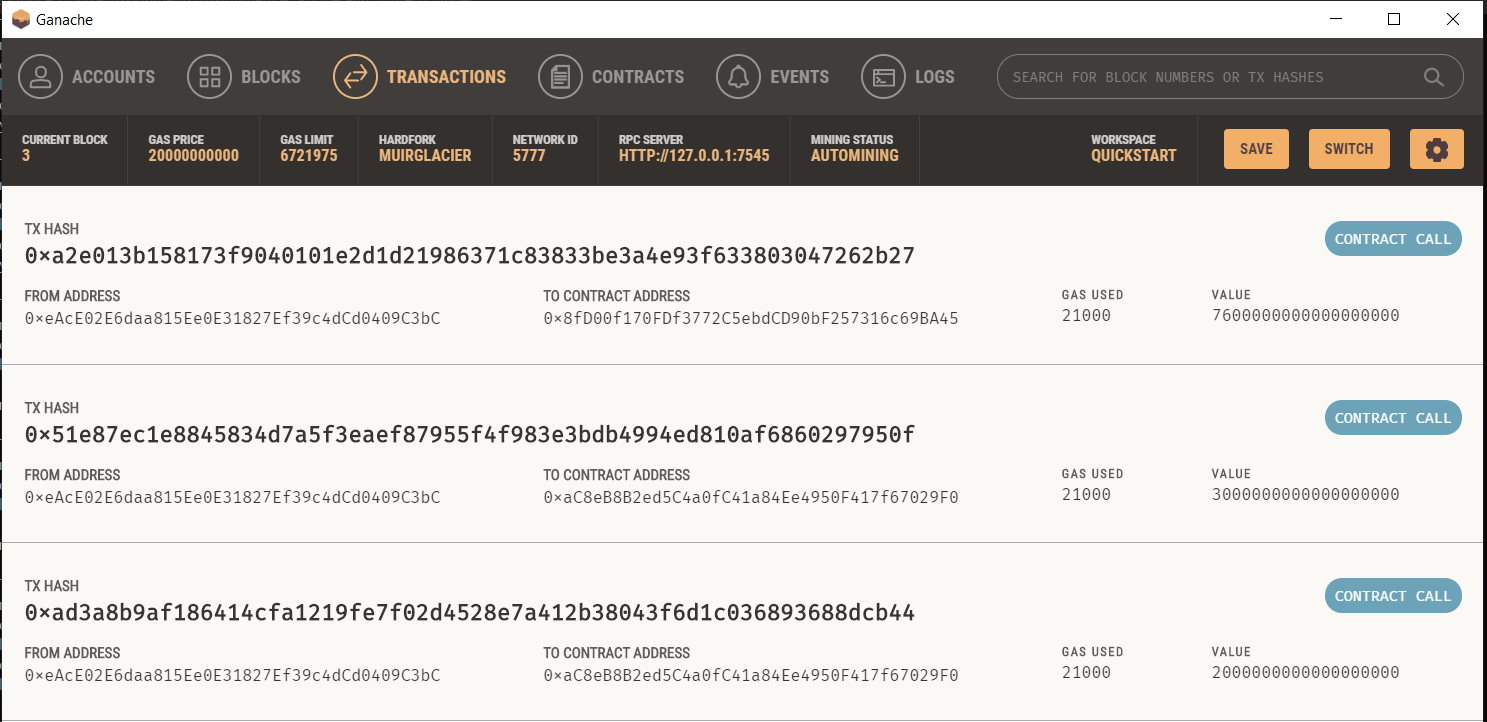 Ganache
ACCOUNTS BLOCKS TRANSACTIONS CONTRACTS EVENTS LOGS SEARCH FOR BLOCK NUMBERS OR TX HASHES
CURRENT BLOCK GAS PRICE GAS LIMIT HARDFORK NETWORK ID RPC SERVER MINING STATUS WORKSPACE SAVE SWITCH
3 20000000000 6721975 MUIRGLACIER 5777 HTTP://127.0.0.1:7545 AUTOMINING QUICKSTART
TX HASH
0xa2e013b158173f9040101e2d1d21986371c83833be3a4e93f633803047262b27 CONTRACT CALL
FROM ADDRESS TO CONTRACT ADDRESS GAS USED VALUE
0xeAcE02E6daa815Ee0E31827Ef39c4dCd0409C3bC 0x8fD00f170FDf3772C5ebdCD90bF257316c69BA45 21000 7600000000000000000
TX HASH
0x51e87ec1e8845834d7a5f3eaef87955f4f983e3bdb4994ed810af6860297950f CONTRACT CALL
FROM ADDRESS TO CONTRACT ADDRESS GAS USED VALUE
0xeAcE02E6daa815Ee0E31827Ef39c4dCd0409C3bC 0xaC8eB8B2ed5C4a0fC41a84Ee4950F417f67029F0 21000 3000000000000000000
TX HASH
0xad3a8b9af186414cfa1219fe7f02d4528e7a412b38043f6d1c036893688dcb44 CONTRACT CALL
FROM ADDRESS TO CONTRACT ADDRESS GAS USED VALUE
0xeAcE02E6daa815Ee0E31827Ef39c4dCd0409C3bC 0xaC8eB8B2ed5C4a0fC41a84Ee4950F417f67029F0 21000 2000000000000000000